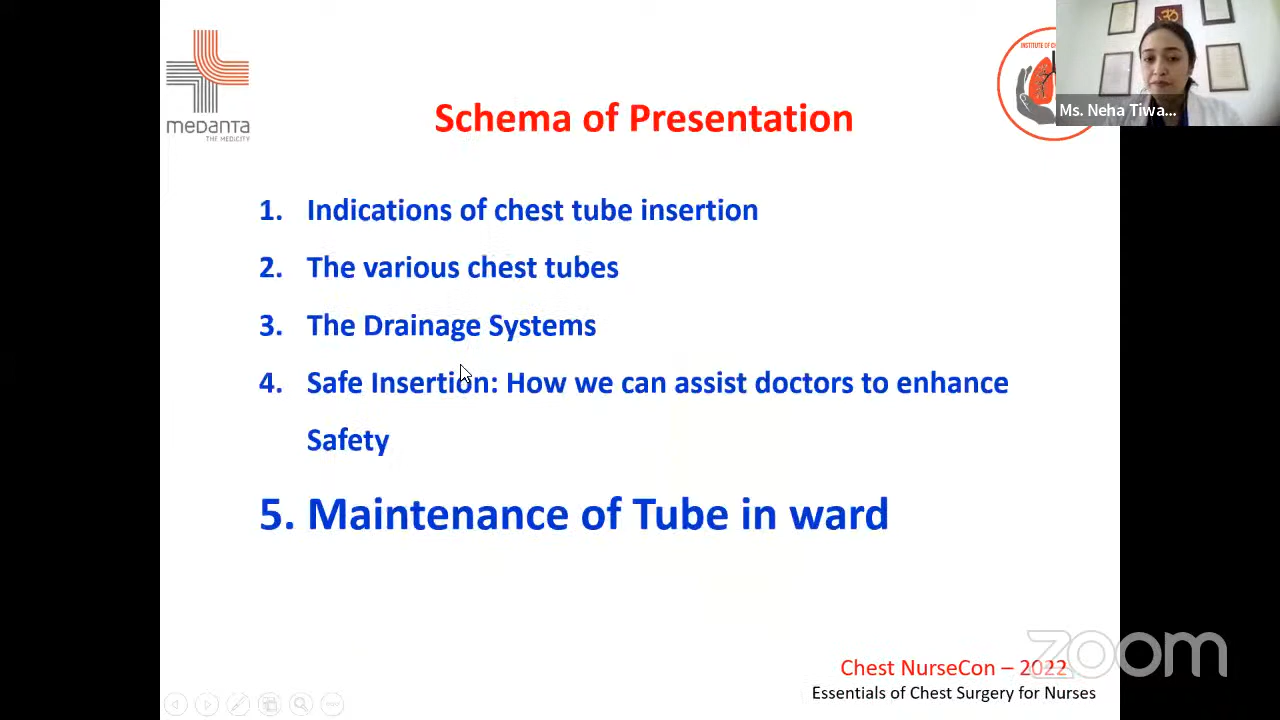 medanta
THE MEDICITY
INSTITUTE OF
Ms. Neha Tiwa...
Schema of Presentation
1. Indications of chest tube insertion
2. The various chest tubes
3. The Drainage Systems
4. Safe Insertion: How we can assist doctors to enhance
Safety
5. Maintenance of Tube in ward
zoom
Chest NurseCon – 2022
Essentials of Chest Surgery for Nurses